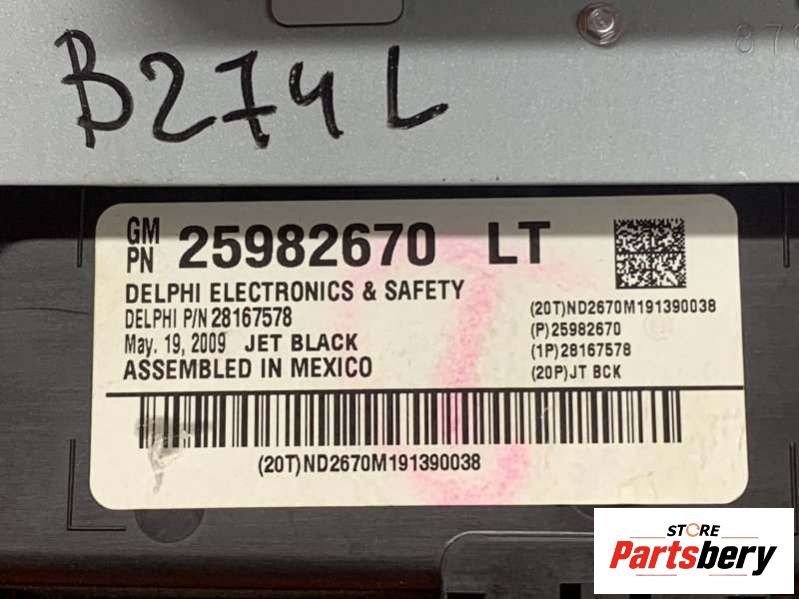 B274L
876
GM PN 25982670 LT
DELPHI ELECTRONICS & SAFETY
DELPHI P/N 28167578
May. 19, 2009 JET BLACK
ASSEMBLED IN MEXICO
(20T)ND2670M191390038
(P)25982670
(1P)28167578
(20P)JT BCK
(20T)ND2670M191390038
STORE
Partsbery